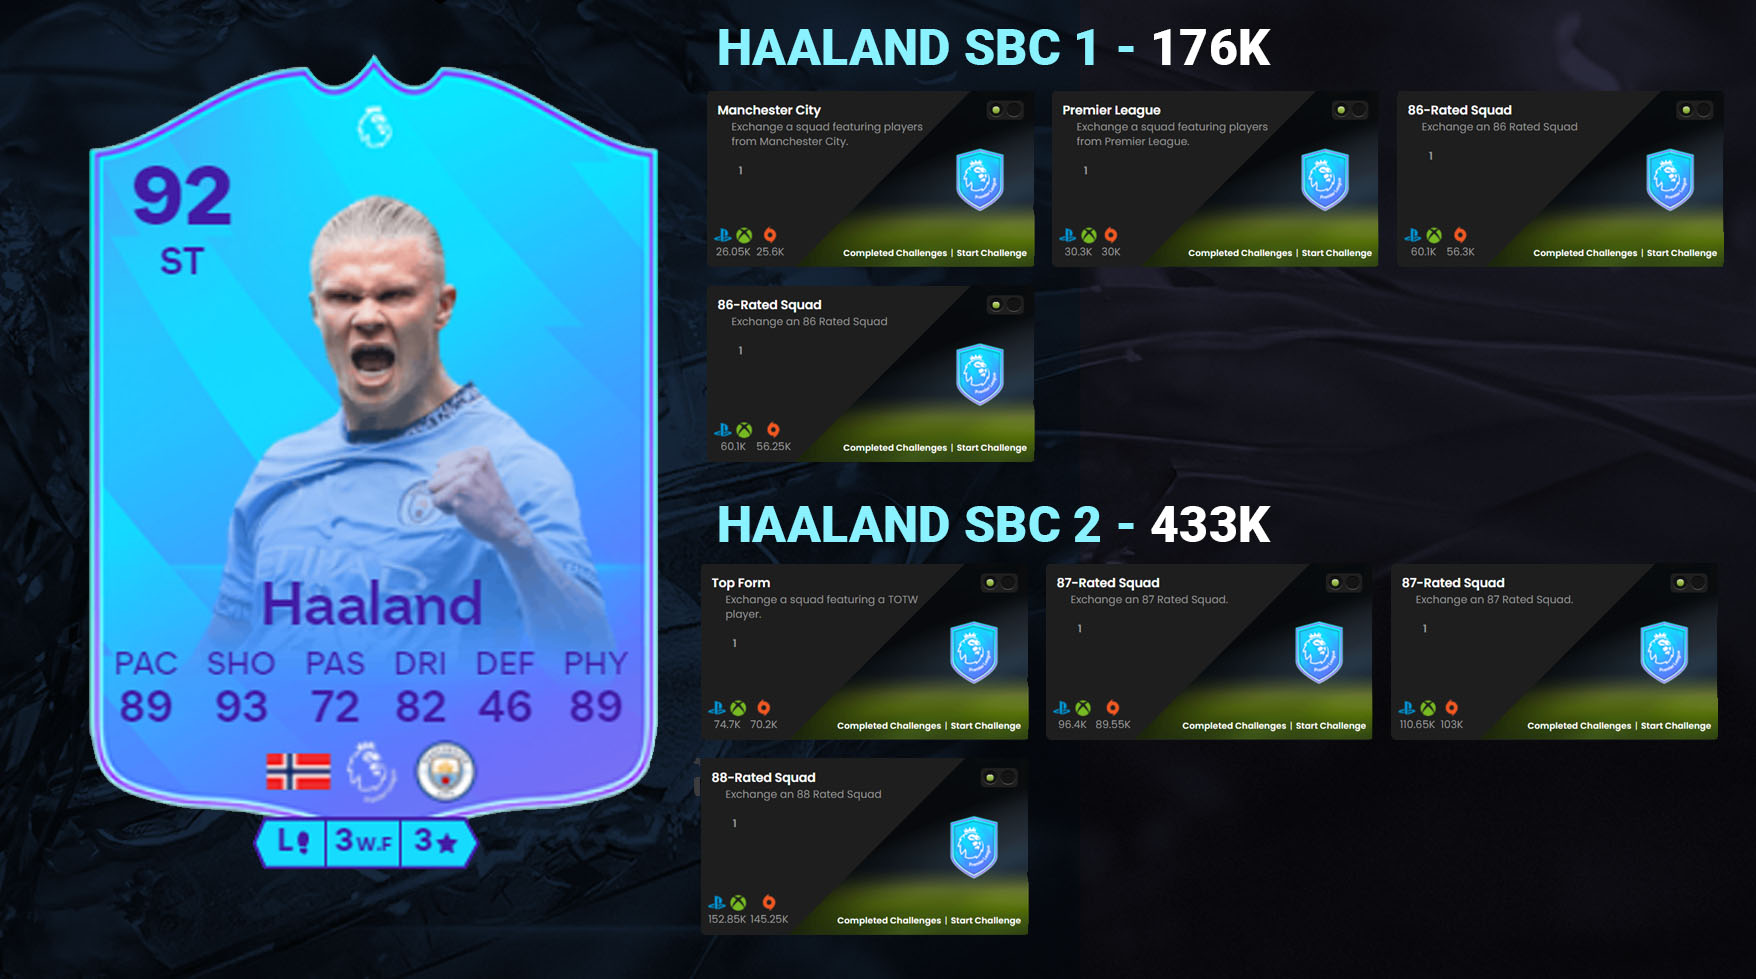 92
ST
Haaland
PAC SHO PAS DRI DEF PHY
89 93 72 82 46 89
L 3 W.F 3★
HAALAND SBC 1 - 176K
Manchester City
Exchange a squad featuring players
from Manchester City.
1
26.05K 25.6K
Completed Challenges | Start Challenge
Premier League
Exchange a squad featuring players
from Premier League.
1
30.3K 30K
Completed Challenges | Start Challenge
86-Rated Squad
Exchange an 86 Rated Squad
1
60.1K 56.3K
Completed Challenges | Start Challenge
86-Rated Squad
Exchange an 86 Rated Squad
1
60.1K 56.25K
Completed Challenges | Start Challenge
HAALAND SBC 2 - 433K
Top Form
Exchange a squad featuring a TOTW
player.
1
74.7K 70.2K
Completed Challenges | Start Challenge
87-Rated Squad
Exchange an 87 Rated Squad.
1
96.4K 89.55K
Completed Challenges | Start Challenge
87-Rated Squad
Exchange an 87 Rated Squad.
1
110.65K 103K
Completed Challenges | Start Challenge
88-Rated Squad
Exchange an 88 Rated Squad
1
152.85K 145.25K
Completed Challenges | Start Challenge